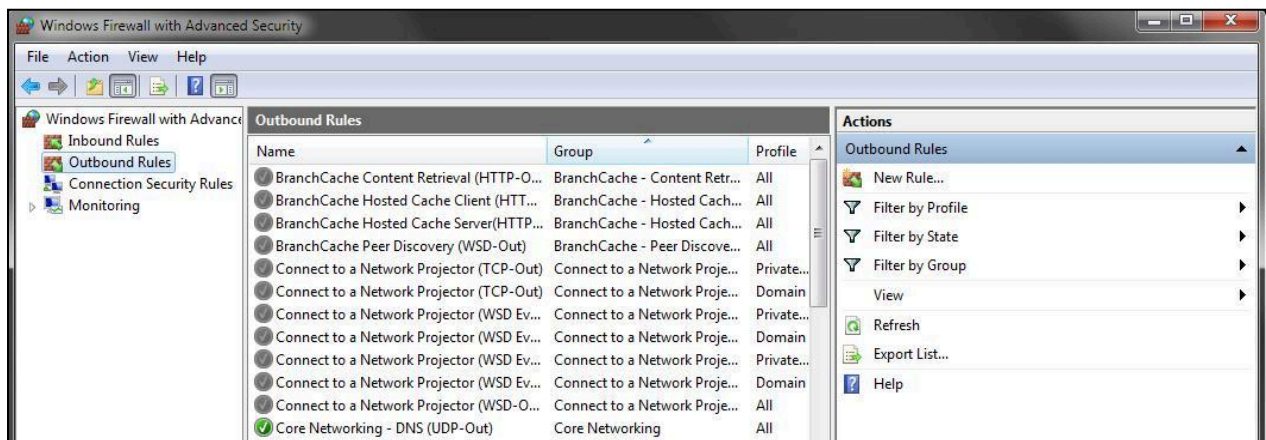 Windows Firewall with Advanced Security
File Action View Help
Windows Firewall with Advance
Inbound Rules
Outbound Rules
Connection Security Rules
Monitoring
Outbound Rules
Name Group Profile
BranchCache Content Retrieval (HTTP-O... BranchCache - Content Retr... All
BranchCache Hosted Cache Client (HTT... BranchCache - Hosted Cach... All
BranchCache Hosted Cache Server(HTTP... BranchCache - Hosted Cach... All
BranchCache Peer Discovery (WSD-Out) BranchCache - Peer Discove... All
Connect to a Network Projector (TCP-Out) Connect to a Network Proje... Private...
Connect to a Network Projector (TCP-Out) Connect to a Network Proje... Domain
Connect to a Network Projector (WSD Ev... Connect to a Network Proje... Private...
Connect to a Network Projector (WSD Ev... Connect to a Network Proje... Domain
Connect to a Network Projector (WSD Ev... Connect to a Network Proje... Private...
Connect to a Network Projector (WSD Ev... Connect to a Network Proje... Domain
Connect to a Network Projector (WSD-O... Connect to a Network Proje... All
Core Networking - DNS (UDP-Out) Core Networking All
Actions
Outbound Rules
New Rule...
Filter by Profile
Filter by State
Filter by Group
View
Refresh
Export List...
Help